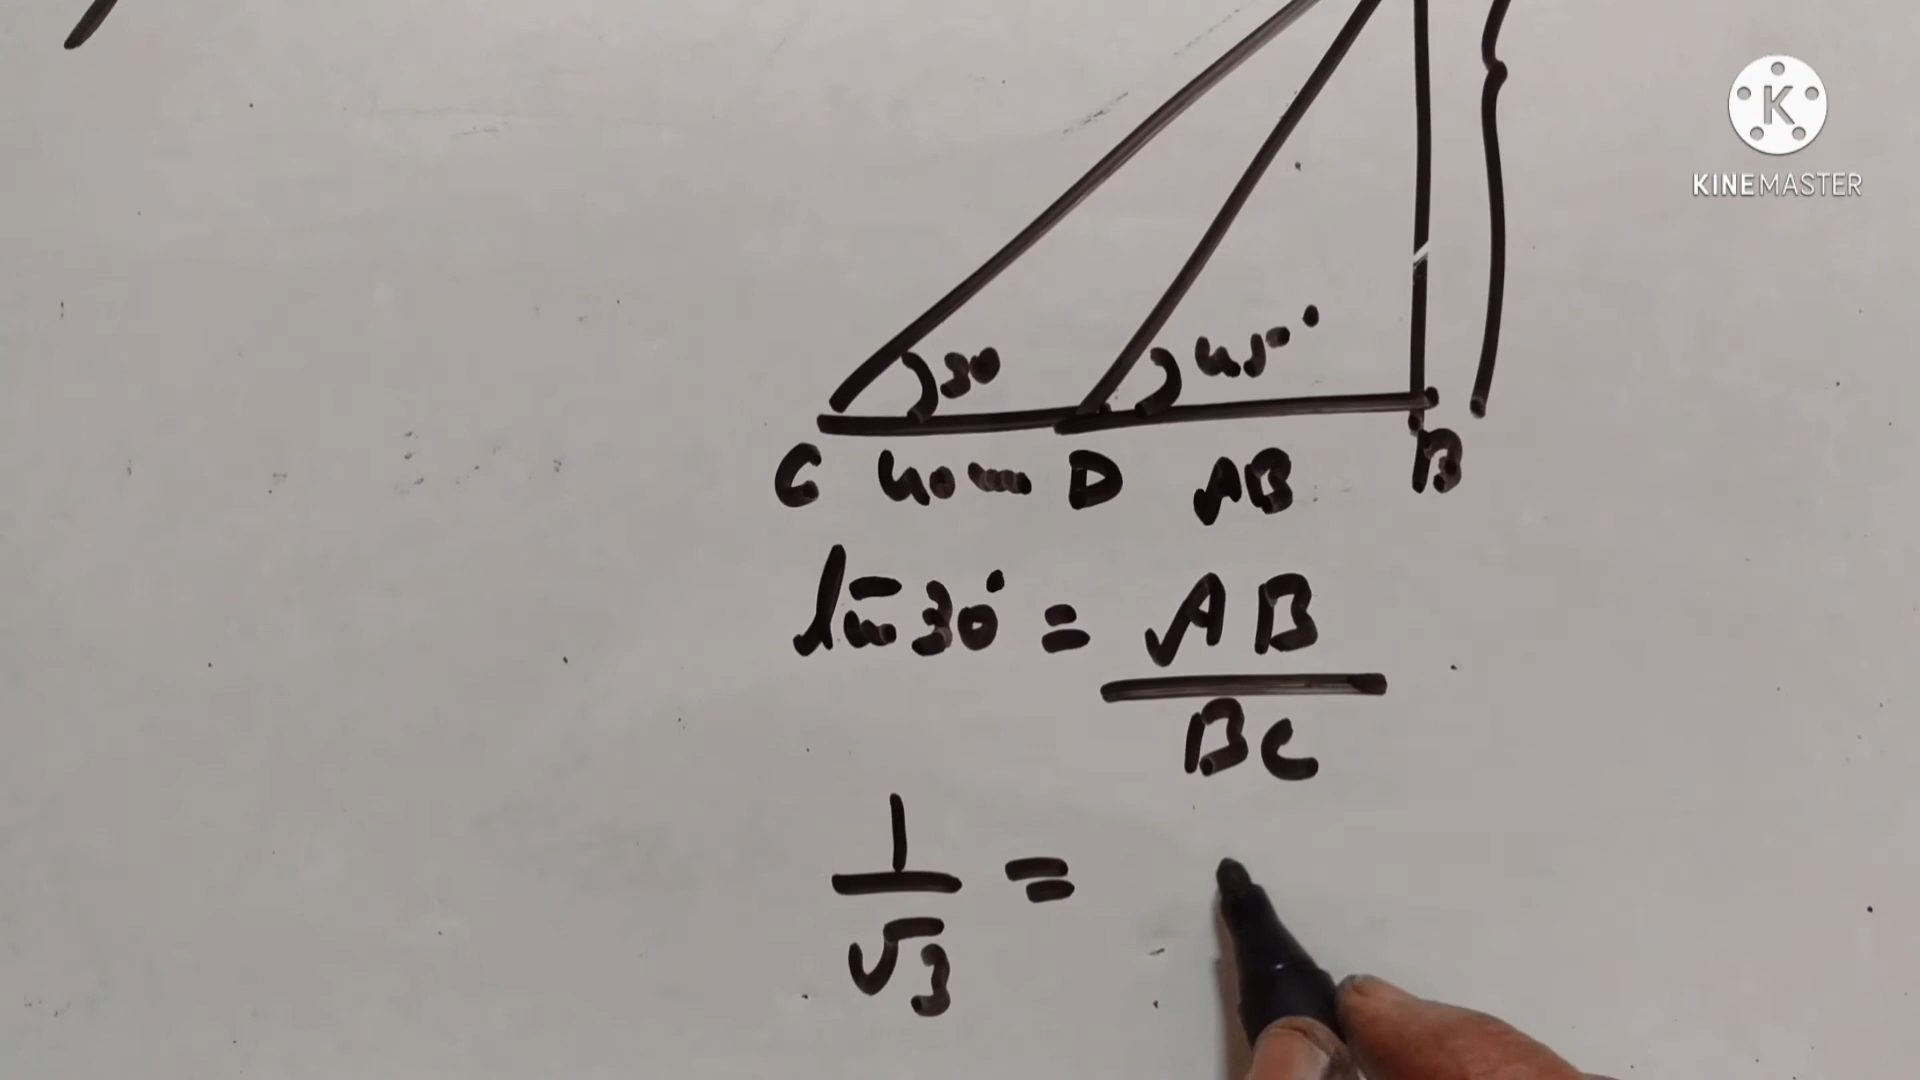 K
KINEMASTER
30 45°
C 40m D AB B
tan 30° = AB
BC
1
√3 =